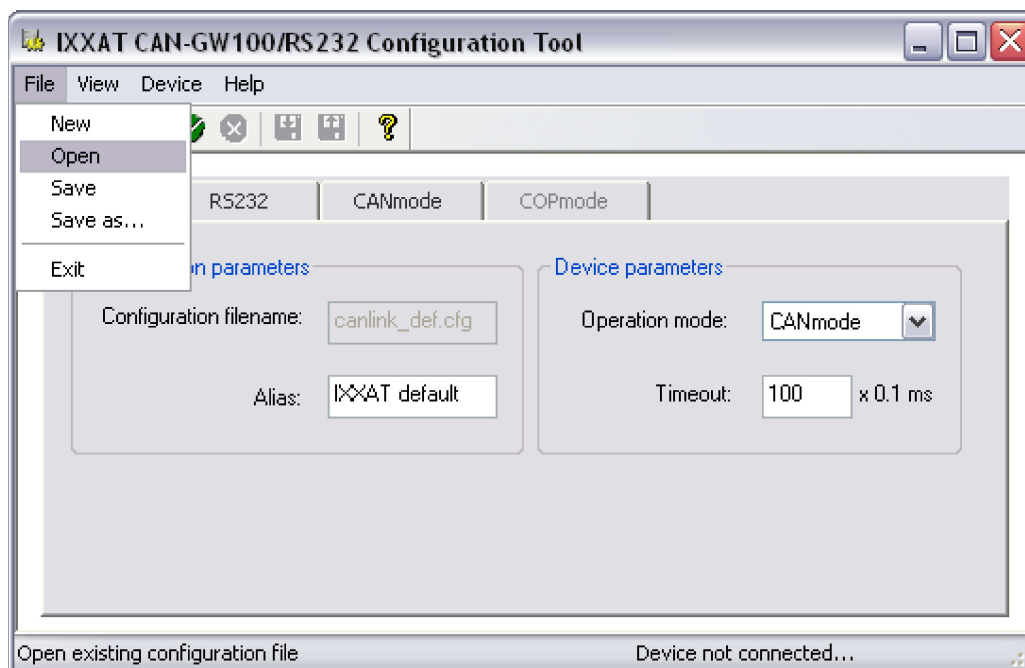 IXXAT CAN-GW100/RS232 Configuration Tool
File View Device Help
New
Open
Save
Save as...
Exit
RS232 CANmode COPmode
parameters
Configuration filename: canlink_def.cfg
Alias: IXXAT default
Device parameters
Operation mode: CANmode
Timeout: 100 x 0.1 ms
Open existing configuration file
Device not connected...